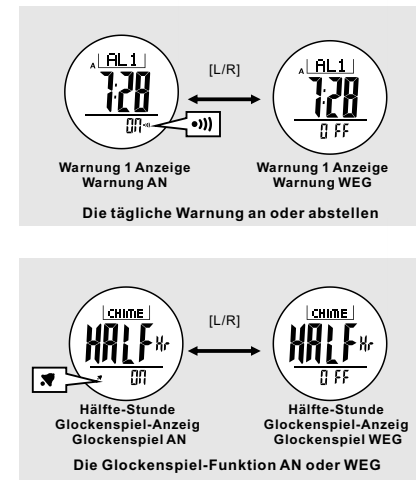 AL1
A
7:28
ON
[L/R]
AL1
A
7:28
OFF
Warnung 1 Anzeige
Warnung AN
Warnung 1 Anzeige
Warnung WEG
Die tägliche Warnung an oder abstellen
CHIME
HALF Hr
ON
[L/R]
CHIME
HALF Hr
OFF
Hälfte-Stunde
Glockenspiel-Anzeig
Glockenspiel AN
Hälfte-Stunde
Glockenspiel-Anzeig
Glockenspiel WEG
Die Glockenspiel-Funktion AN oder WEG